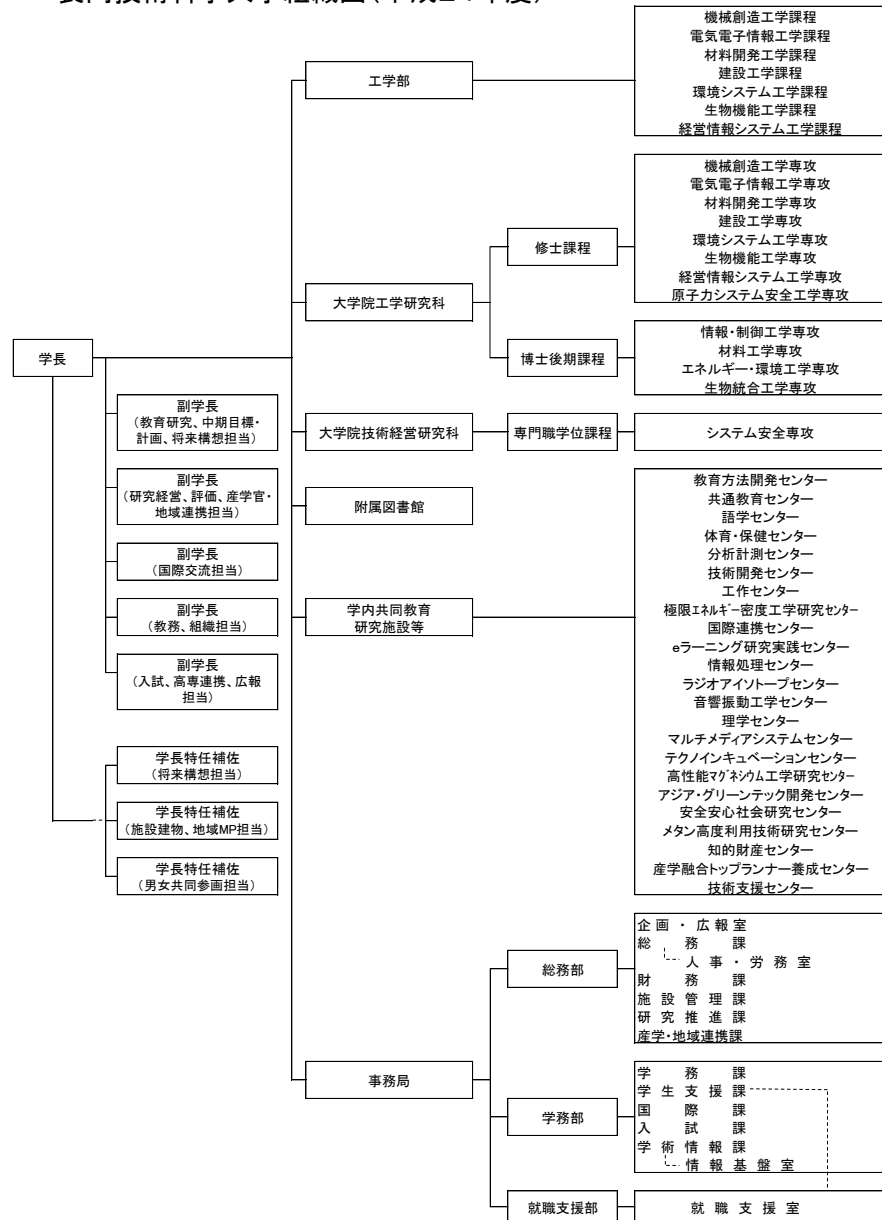 機械創造工学課程
電気電子情報工学課程
材料開発工学課程
建設工学課程
環境システム工学課程
生物機能工学課程
経営情報システム工学課程
工学部
機械創造工学専攻
電気電子情報工学専攻
材料開発工学専攻
建設工学専攻
環境システム工学専攻
生物機能工学専攻
経営情報システム工学専攻
原子力システム安全工学専攻
修士課程
大学院工学研究科
情報・制御工学専攻
材料工学専攻
エネルギー・環境工学専攻
生物統合工学専攻
博士後期課程
学長
副学長
(教育研究、中期目標・
計画、将来構想担当)
大学院技術経営研究科
専門職学位課程
システム安全専攻
副学長
(研究経営、評価、産学官・
地域連携担当)
附属図書館
副学長
(国際交流担当)
副学長
(教務、組織担当)
学内共同教育
研究施設等
副学長
(入試、高専連携、広報
担当)
学長特任補佐
(将来構想担当)
学長特任補佐
(施設建物、地域MP担当)
学長特任補佐
(男女共同参画担当)
教育方法開発センター
共通教育センター
語学センター
体育・保健センター
分析計測センター
技術開発センター
工作センター
極限エネルギー密度工学研究センター
国際連携センター
eラーニング研究実践センター
情報処理センター
ラジオアイソトープセンター
音響振動工学センター
理学センター
マルチメディアシステムセンター
テクノインキュベーションセンター
高性能マグネシウム工学研究センター
アジア・グリーンテック開発センター
安全安心社会研究センター
メタン高度利用技術研究センター
知的財産センター
産学融合トップランナー養成センター
技術支援センター
事務局
総務部
企画・広報室
総務課
人事・労務室
財務課
施設管理課
研究推進課
産学・地域連携課
学務部
学務課
学生支援課
国際課
入試課
学術情報課
情報基盤室
就職支援部
就職支援室